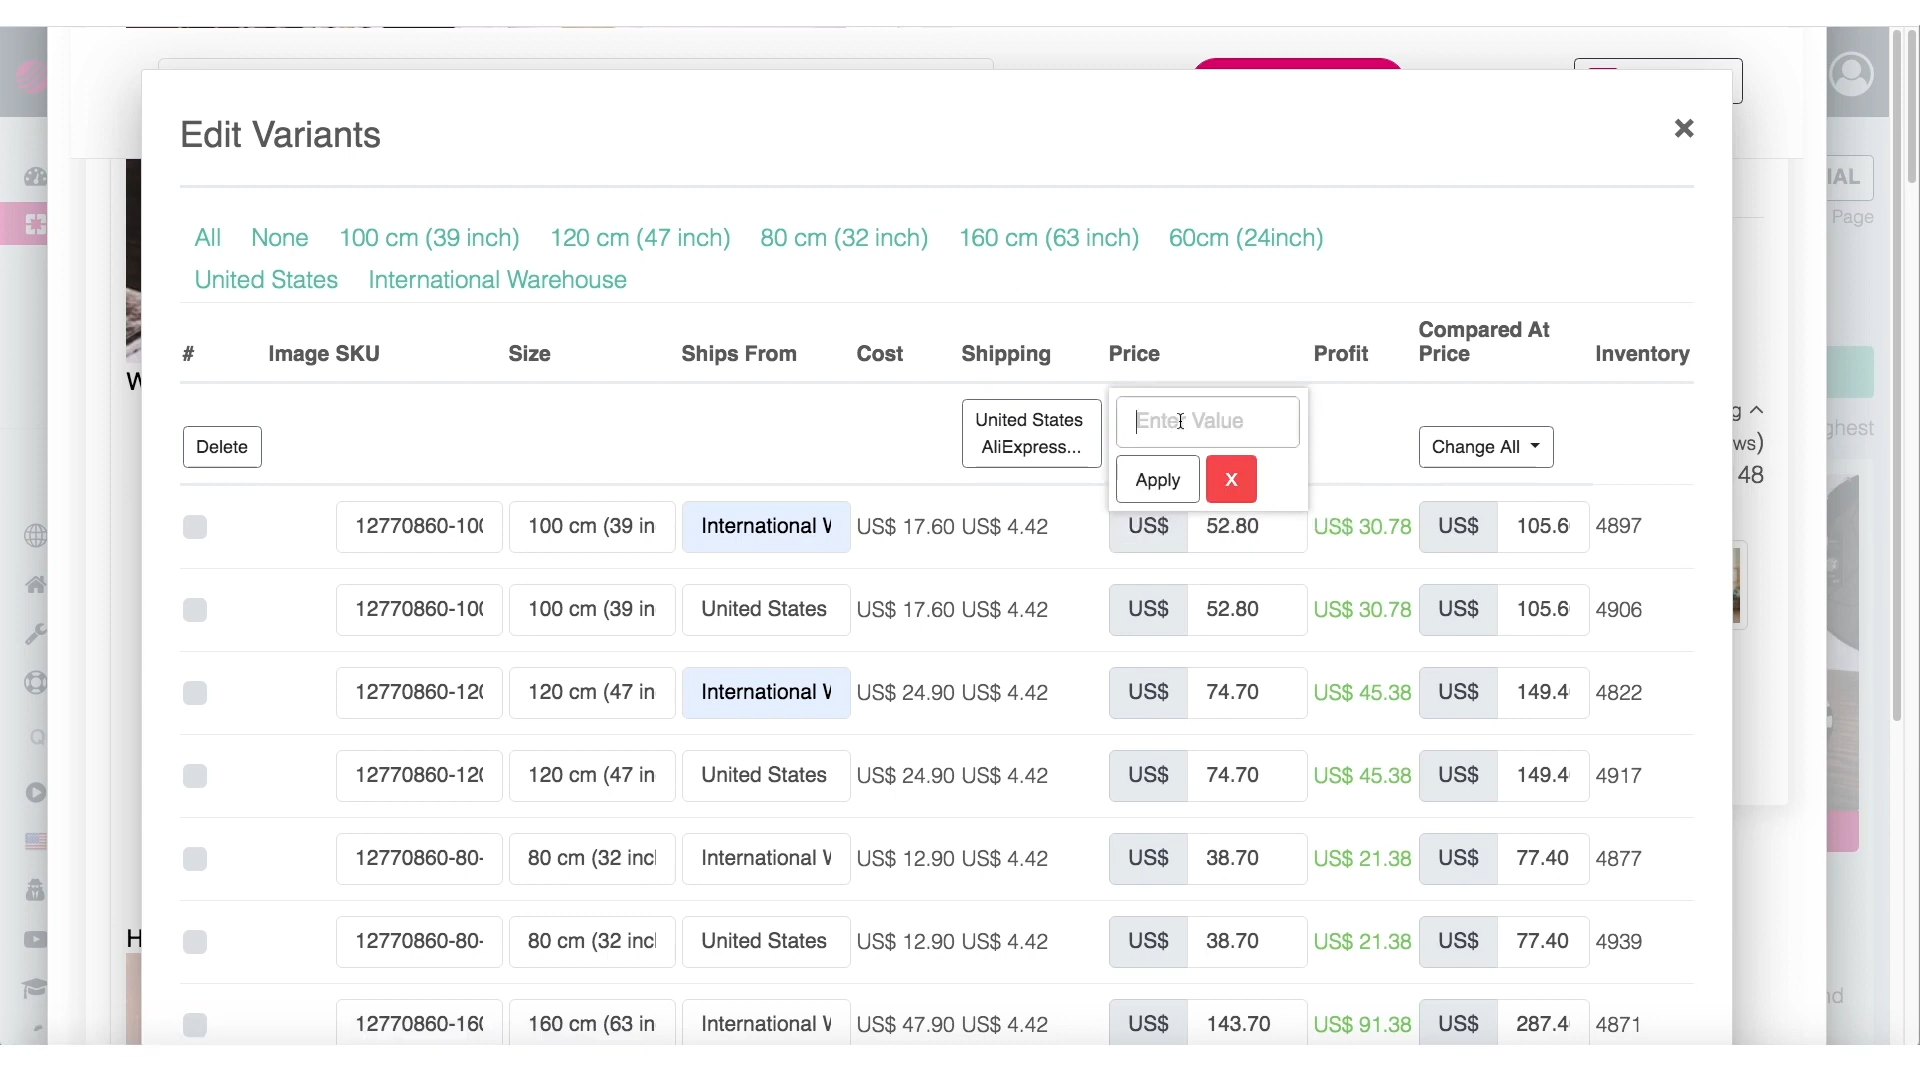 Edit Variants
All None 100 cm (39 inch) 120 cm (47 inch) 80 cm (32 inch) 160 cm (63 inch) 60cm (24inch)
United States International Warehouse
# Image SKU Size Ships From Cost Shipping Price Profit Compared At Price Inventory
Delete United States AliExpress... Enter Value Apply X Change All
12770860-100 100 cm (39 in International W US$ 17.60 US$ 4.42 US$ 52.80 US$ 30.78 US$ 105.6 4897
12770860-100 100 cm (39 in United States US$ 17.60 US$ 4.42 US$ 52.80 US$ 30.78 US$ 105.6 4906
12770860-120 120 cm (47 in International W US$ 24.90 US$ 4.42 US$ 74.70 US$ 45.38 US$ 149.4 4822
12770860-120 120 cm (47 in United States US$ 24.90 US$ 4.42 US$ 74.70 US$ 45.38 US$ 149.4 4917
12770860-80- 80 cm (32 incl International W US$ 12.90 US$ 4.42 US$ 38.70 US$ 21.38 US$ 77.40 4877
12770860-80- 80 cm (32 incl United States US$ 12.90 US$ 4.42 US$ 38.70 US$ 21.38 US$ 77.40 4939
12770860-160 160 cm (63 in International W US$ 47.90 US$ 4.42 US$ 143.70 US$ 91.38 US$ 287.4 4871
IAL
Page
48